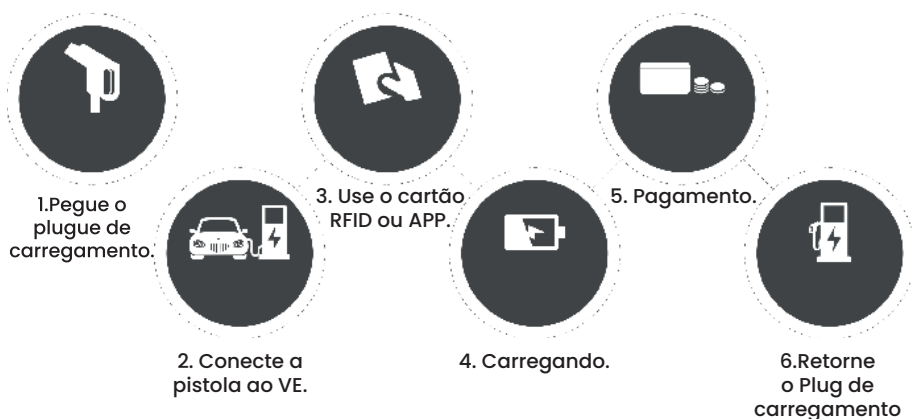 1.Pegue o
plugue de
carregamento.
2. Conecte a
pistola ao VE.
3. Use o cartão
RFID ou APP.
4. Carregando.
5. Pagamento.
6.Retorne
o Plug de
carregamento